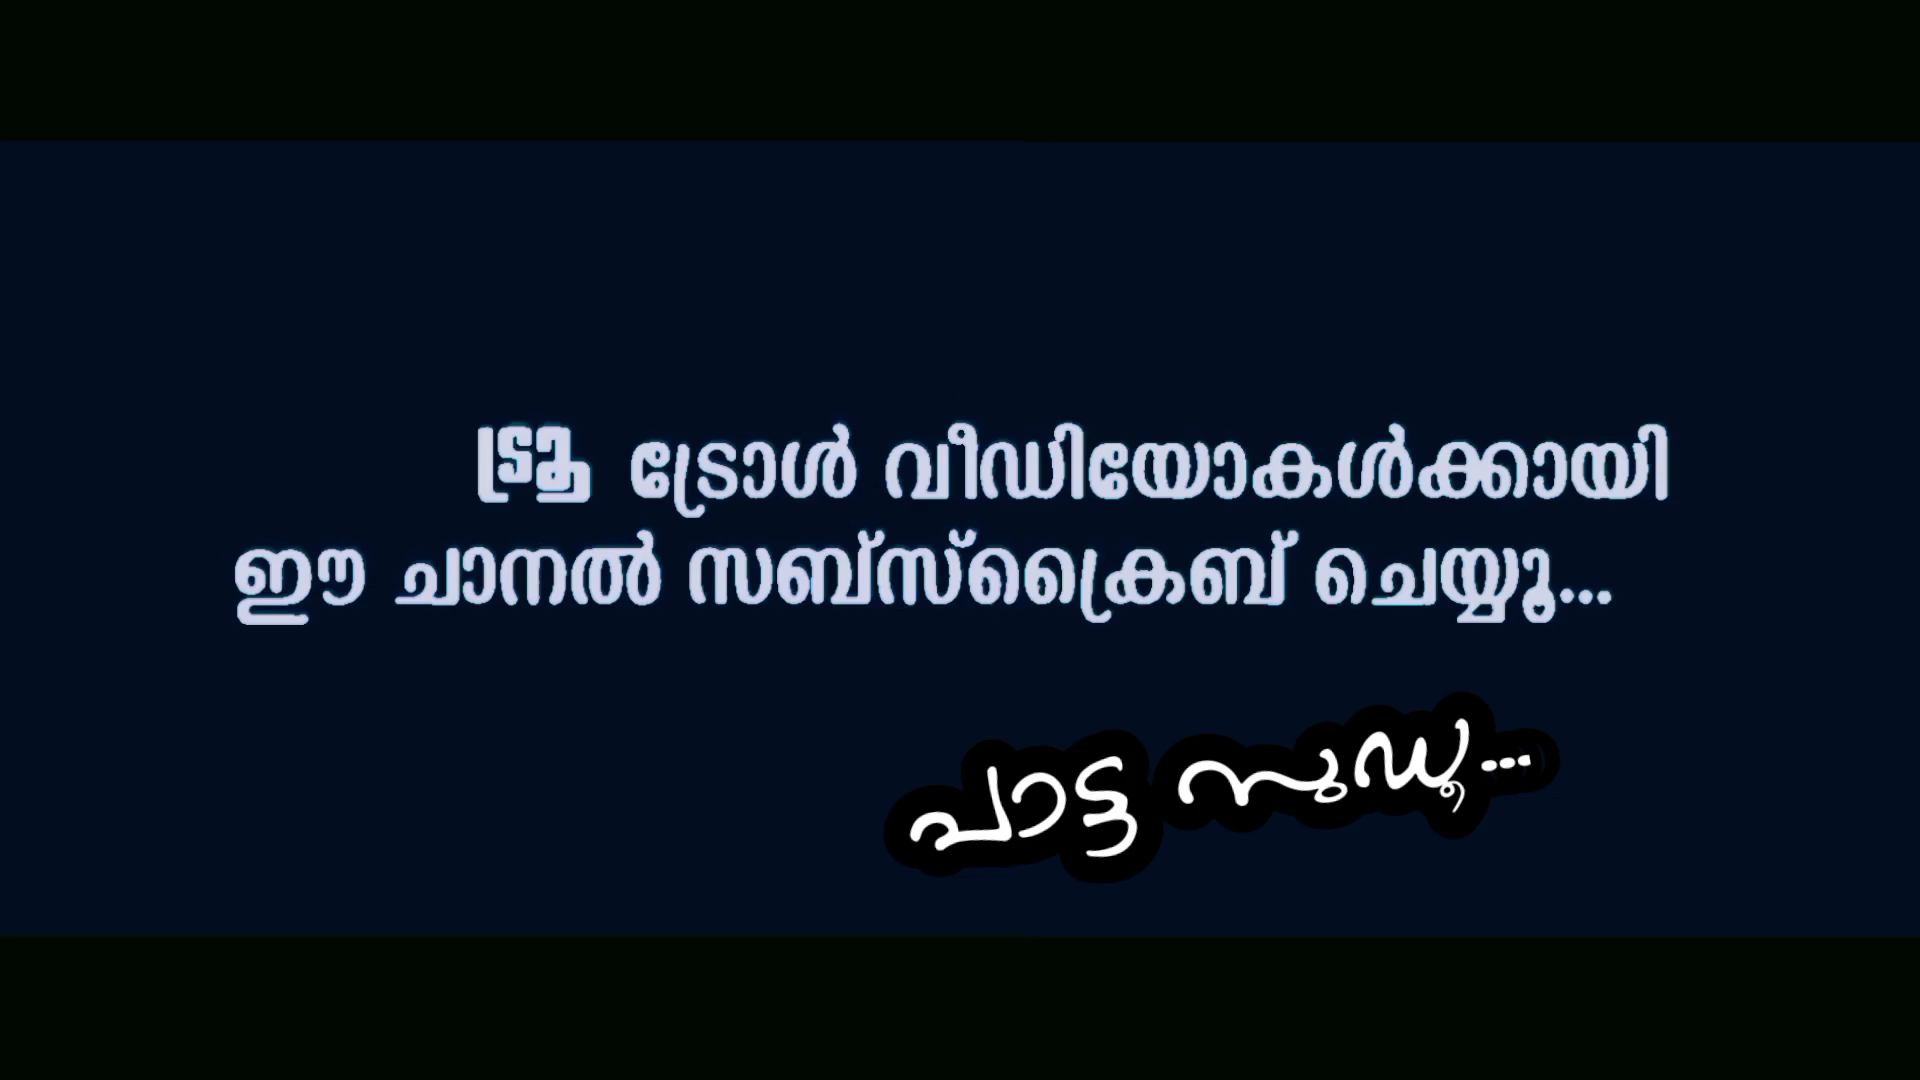 ട്രൂ ട്രോൾ വീഡിയോകൾക്കായി
ഈ ചാനൽ സബ്സ്ക്രൈബ് ചെയ്യൂ...
പാട്ട